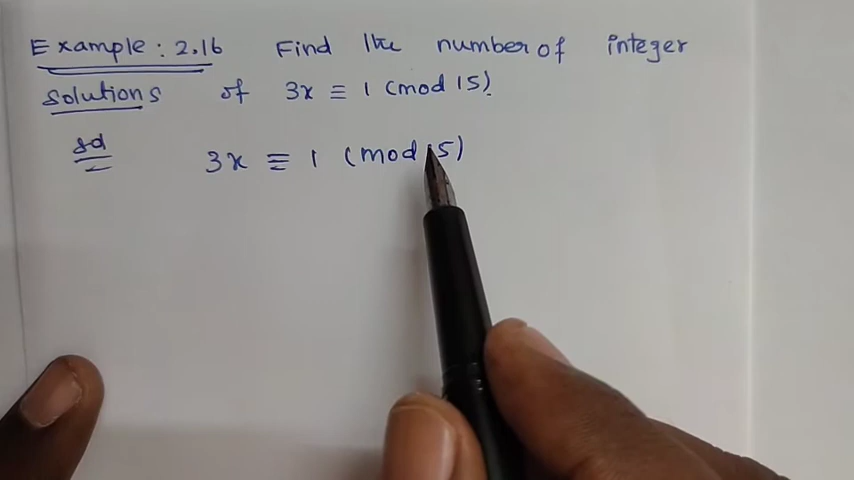 Example: 2.16 Find the number of integer
solutions of 3x ≡ 1 (mod 15).
sol
3x ≡ 1 (mod 15)